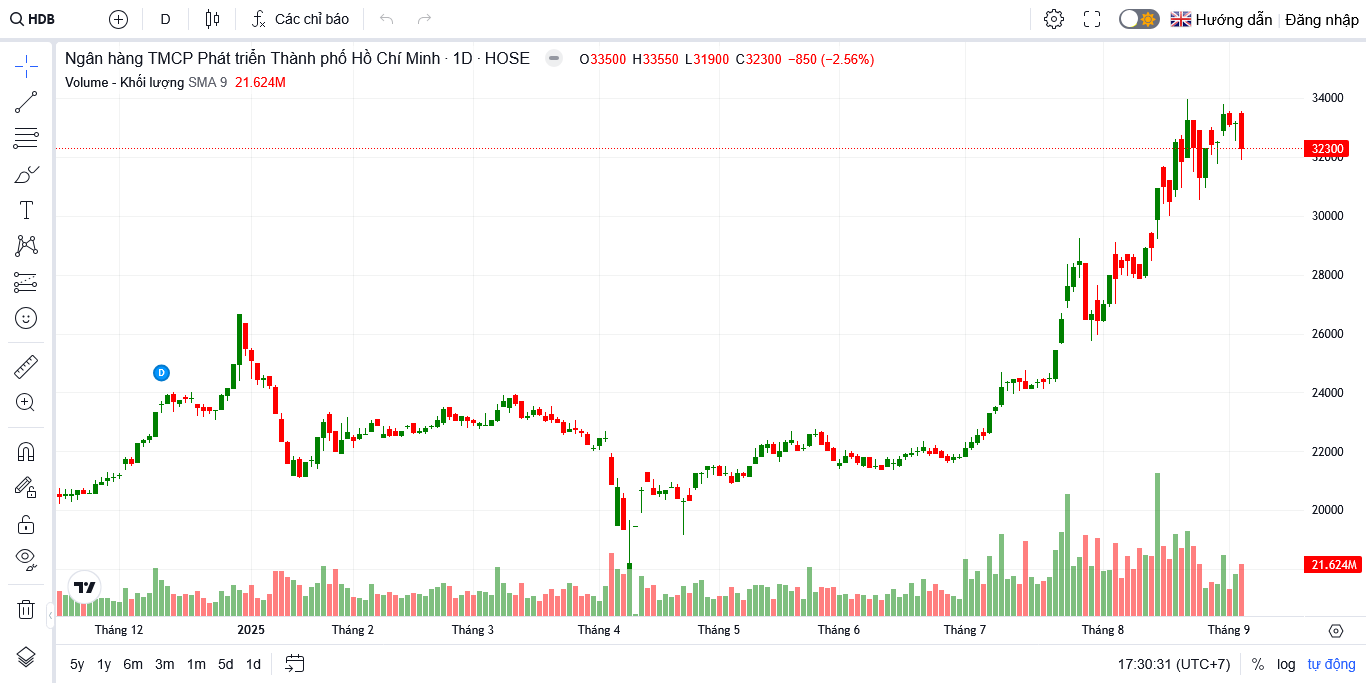 HDB D Các chỉ báo Hướng dẫn Đăng nhập
Ngân hàng TMCP Phát triển Thành phố Hồ Chí Minh · 1D · HOSE O33500 H33550 L31900 C32300 −850 (−2.56%)
Volume - Khối lượng SMA 9 21.624M
34000
32300
32000
30000
28000
26000
D
24000
22000
20000
21.624M
Tháng 12 2025 Tháng 2 Tháng 3 Tháng 4 Tháng 5 Tháng 6 Tháng 7 Tháng 8 Tháng 9
5y 1y 6m 3m 1m 5d 1d 17:30:31 (UTC+7) % log tự động